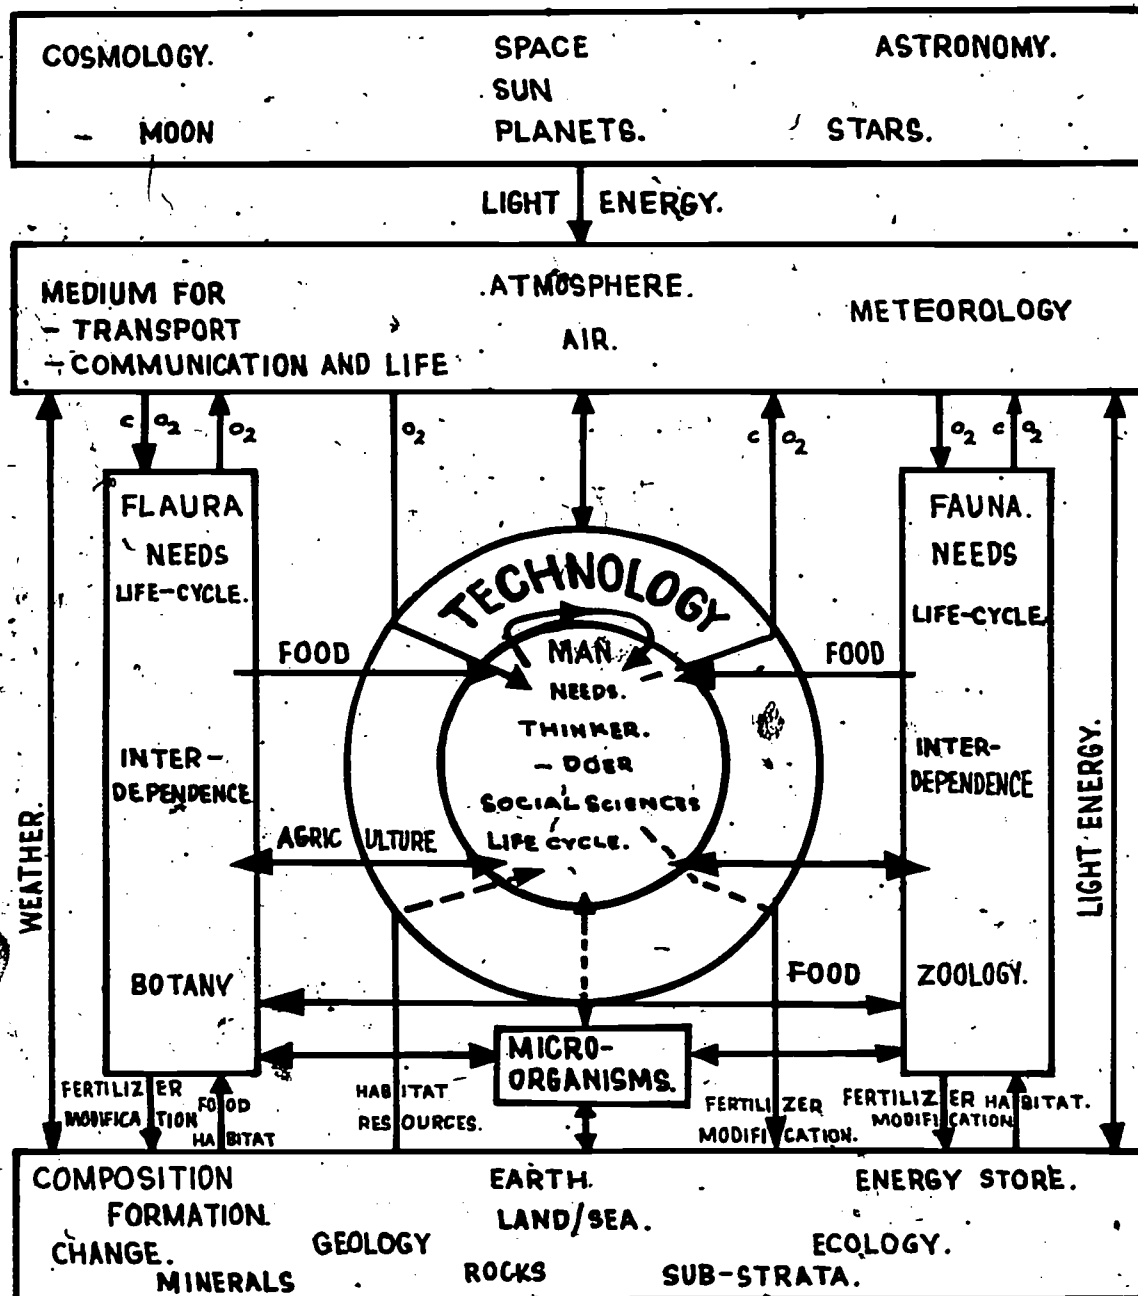 COSMOLOGY. SPACE ASTRONOMY.
SUN
- MOON PLANETS. STARS.
LIGHT ENERGY.
MEDIUM FOR ATMOSPHERE.
- TRANSPORT AIR. METEOROLOGY
- COMMUNICATION AND LIFE
C O2 O2 O2 C O2 O2 C O2
FLAURA
NEEDS
LIFE-CYCLE.
INTER-
DEPENDENCE
BOTANY
TECHNOLOGY
MAN
NEEDS.
THINKER.
- DOER
SOCIAL SCIENCES
LIFE CYCLE.
FOOD
AGRICULTURE
FOOD
FOOD
FAUNA.
NEEDS
LIFE-CYCLE.
INTER-
DEPENDENCE
ZOOLOGY.
WEATHER.
LIGHT ENERGY.
MICRO-
ORGANISMS.
FERTILIZER
MODIFICATION
FOOD
HABITAT
HABITAT
RESOURCES.
FERTILIZER
MODIFICATION.
FERTILIZER
MODIFICATION
HABITAT.
COMPOSITION EARTH. ENERGY STORE.
FORMATION. LAND/SEA.
CHANGE. GEOLOGY ECOLOGY.
MINERALS ROCKS SUB-STRATA.